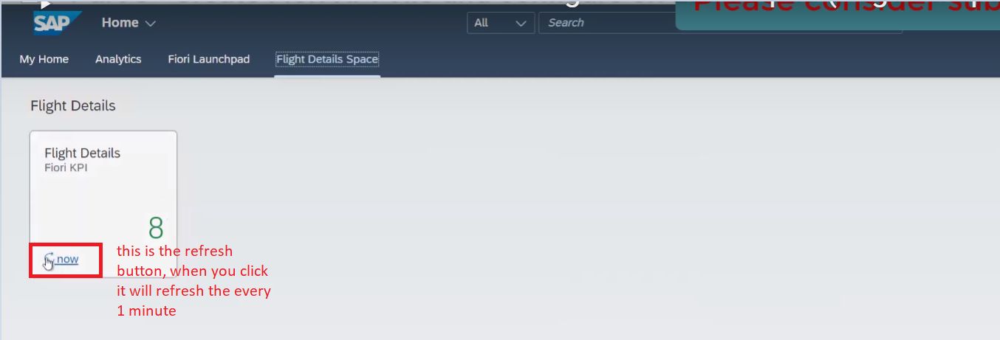 Please consider sub
SAP Home All Search
My Home Analytics Fiori Launchpad Flight Details Space
Flight Details
Flight Details
Fiori KPI
8
now
this is the refresh
button, when you click
it will refresh the every
1 minute